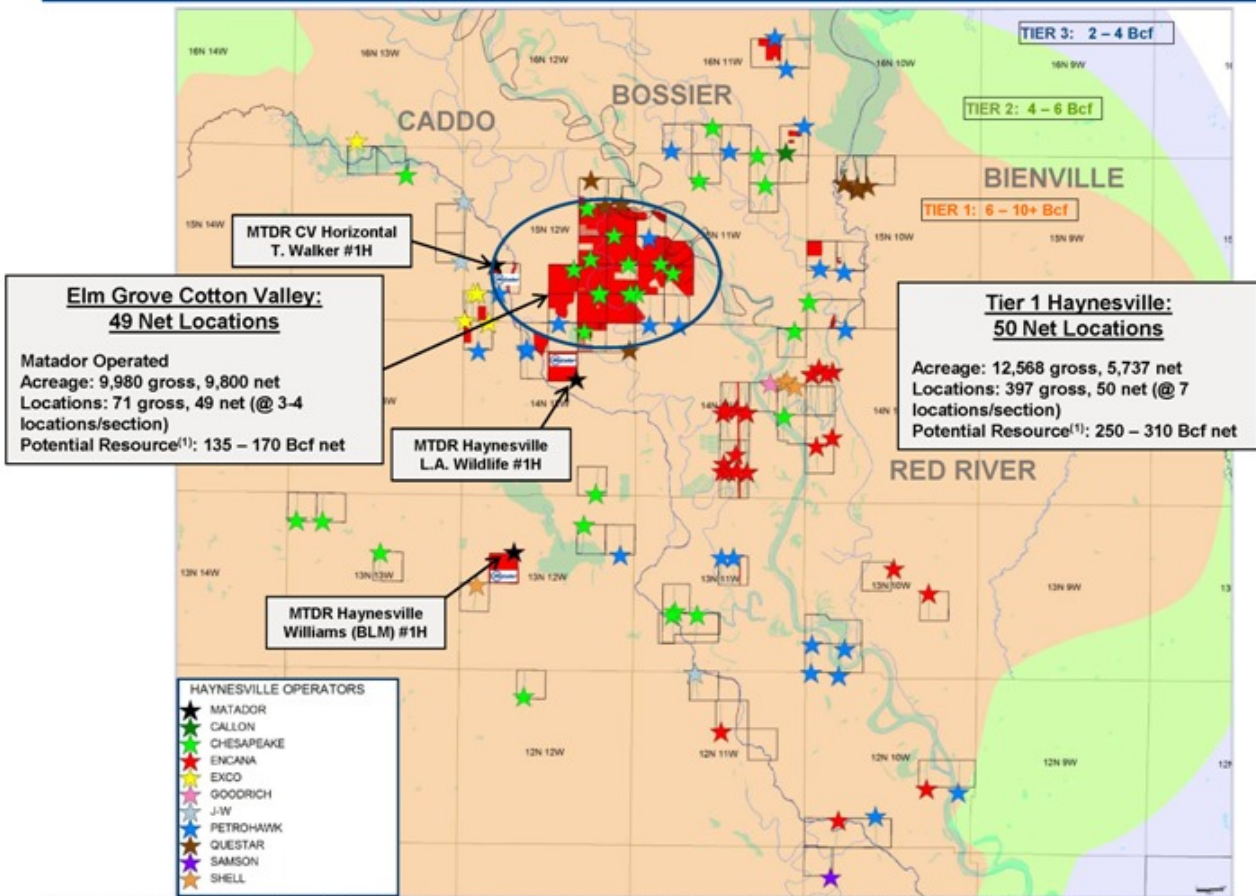 16N 14W
16N 13W
16N 12W
16N 11W
16N 10W
16N 9W
TIER 3: 2 – 4 Bcf
BOSSIER
CADDO
TIER 2: 4 – 6 Bcf
BIENVILLE
TIER 1: 6 – 10+ Bcf
15N 14W
15N 12W
15N 11W
15N 10W
15N 9W
MTDR CV Horizontal
T. Walker #1H
Elm Grove Cotton Valley:
49 Net Locations
Matador Operated
Acreage: 9,980 gross, 9,800 net
Locations: 71 gross, 49 net (@ 3-4
locations/section)
Potential Resource(1): 135 – 170 Bcf net
Tier 1 Haynesville:
50 Net Locations
Acreage: 12,568 gross, 5,737 net
Locations: 397 gross, 50 net (@ 7
locations/section)
Potential Resource(1): 250 – 310 Bcf net
14N 12W
MTDR Haynesville
L.A. Wildlife #1H
RED RIVER
13N 14W
13N 13W
13N 12W
13N 11W
13N 10W
13N 9W
MTDR Haynesville
Williams (BLM) #1H
12N 12W
12N 11W
12N 10W
12N 9W
HAYNESVILLE OPERATORS
MATADOR
CALLON
CHESAPEAKE
ENCANA
EXCO
GOODRICH
J-W
PETROHAWK
QUESTAR
SAMSON
SHELL